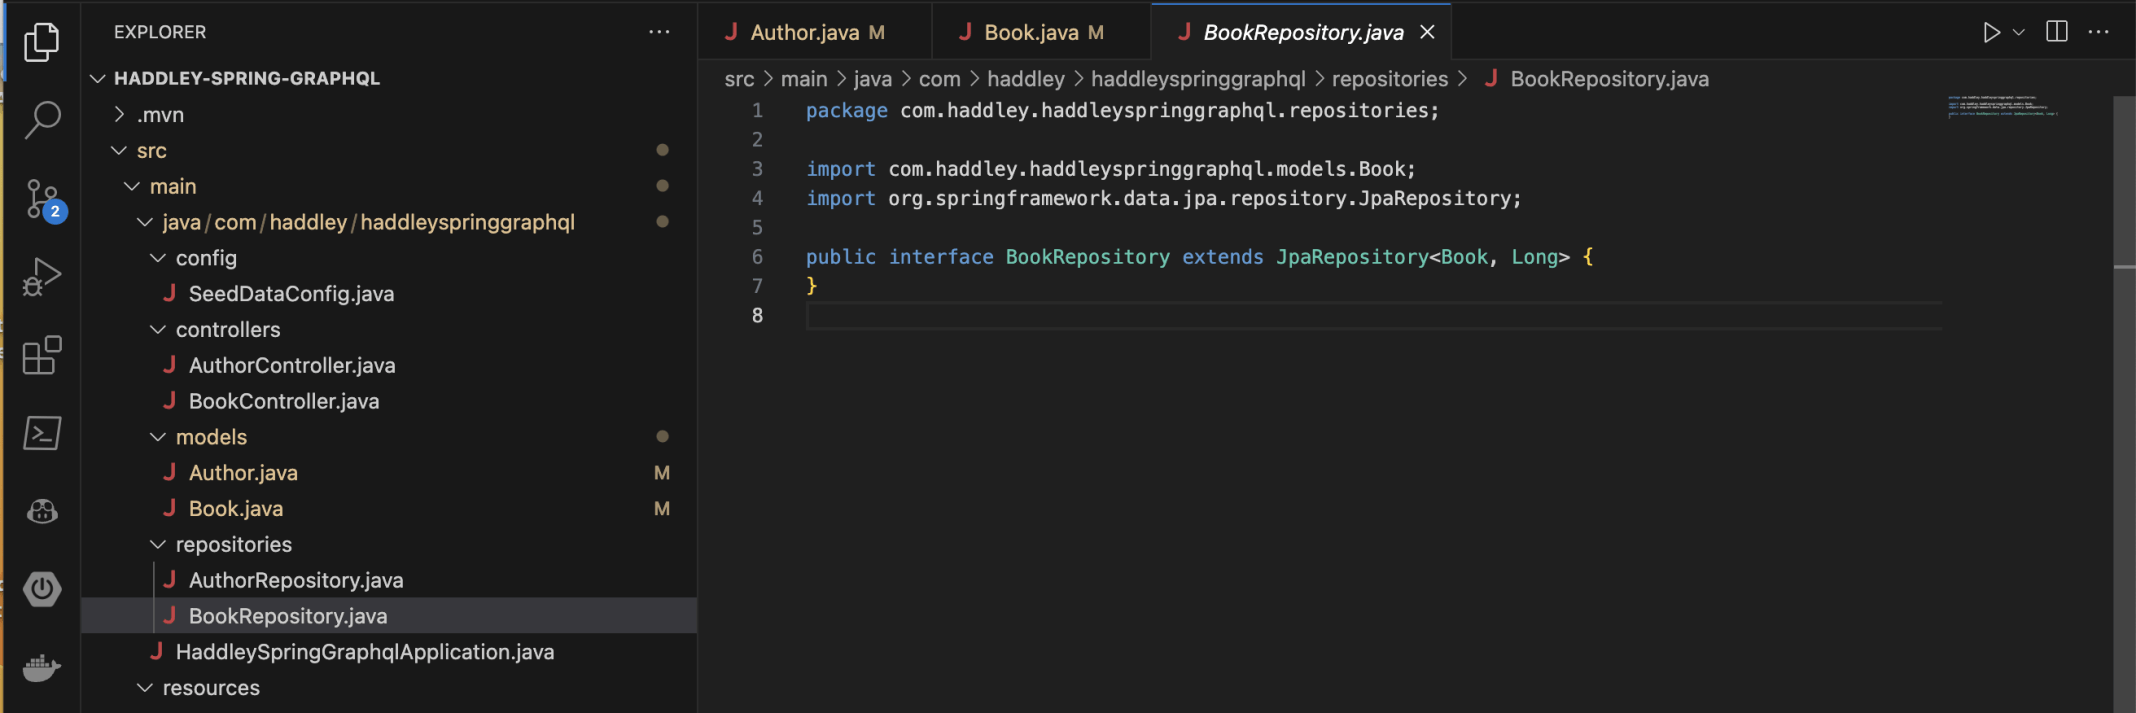 EXPLORER
HADDLEY-SPRING-GRAPHQL
.mvn
src
main
java/com/haddley/haddleyspringgraphql
config
J SeedDataConfig.java
controllers
J AuthorController.java
J BookController.java
models
J Author.java M
J Book.java M
repositories
J AuthorRepository.java
J BookRepository.java
J HaddleySpringGraphqlApplication.java
resources
2
J Author.java M
J Book.java M
J BookRepository.java
src > main > java > com > haddley > haddleyspringgraphql > repositories > J BookRepository.java
1 package com.haddley.haddleyspringgraphql.repositories;
2
3 import com.haddley.haddleyspringgraphql.models.Book;
4 import org.springframework.data.jpa.repository.JpaRepository;
5
6 public interface BookRepository extends JpaRepository<Book, Long> {
7 }
8